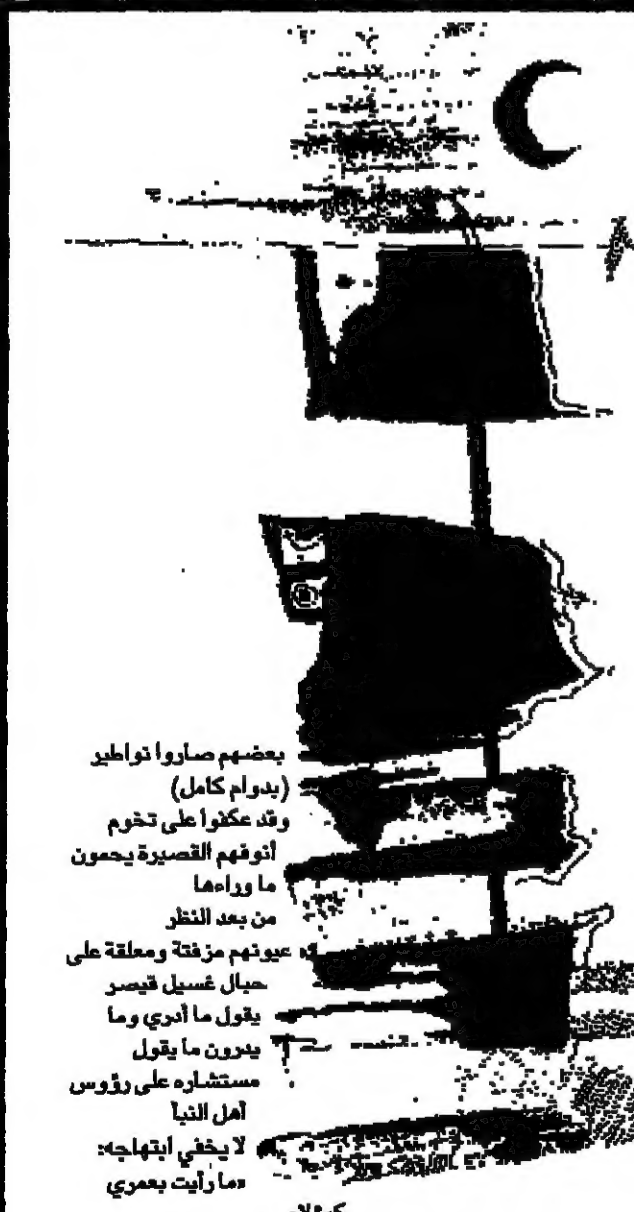 بعضهم صاروا نواطير
(بدوام كامل)
وقد عكفوا على تخوم
أنوفهم القصيرة يحمون
ما وراءها
من بعد النظر
عيونهم مزفتة ومعلقة على
حبال غسيل قيصر
يقول ما أدري وما
يدرون ما يقول
مستشاره على رؤوس
أهل النبأ
لا يخفي ابتهاجه:
«ما رأيت بعمري